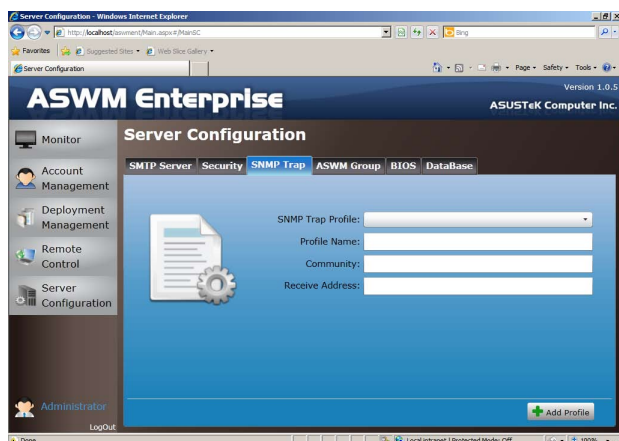 Server Configuration - Windows Internet Explorer
http://localhost/aswment/Main.aspx#/MainSC
Bing
Favorites Suggested Sites Web Slice Gallery
Server Configuration
Page Safety Tools
ASWM Enterprise
Version 1.0.5
ASUSTeK Computer Inc.
Monitor
Account Management
Deployment Management
Remote Control
Server Configuration
Administrator
LogOut
Server Configuration
SMTP Server Security SNMP Trap ASWM Group BIOS DataBase
SNMP Trap Profile:
Profile Name:
Community:
Receive Address:
Add Profile
Done
Local intranet | Protected Mode: Off
100%